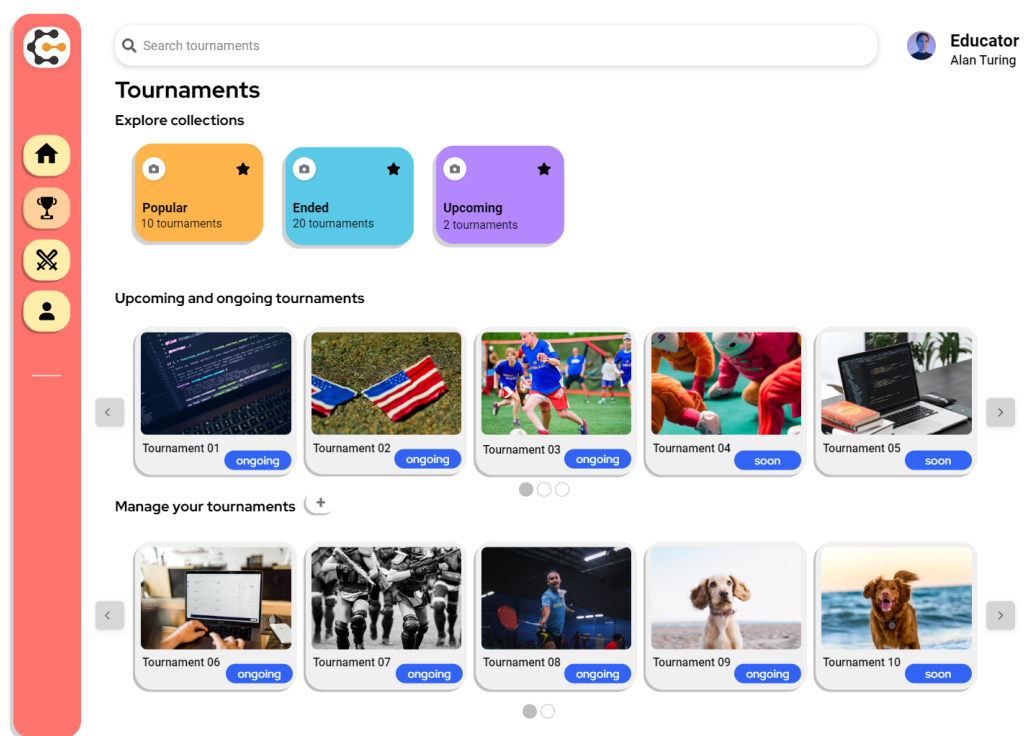 Search tournaments
Educator
Alan Turing
Tournaments
Explore collections
Popular
10 tournaments
Ended
20 tournaments
Upcoming
2 tournaments
Upcoming and ongoing tournaments
Tournament 01
ongoing
Tournament 02
ongoing
Tournament 03
ongoing
Tournament 04
soon
Tournament 05
soon
Manage your tournaments +
Tournament 06
ongoing
Tournament 07
ongoing
Tournament 08
ongoing
Tournament 09
ongoing
Tournament 10
soon